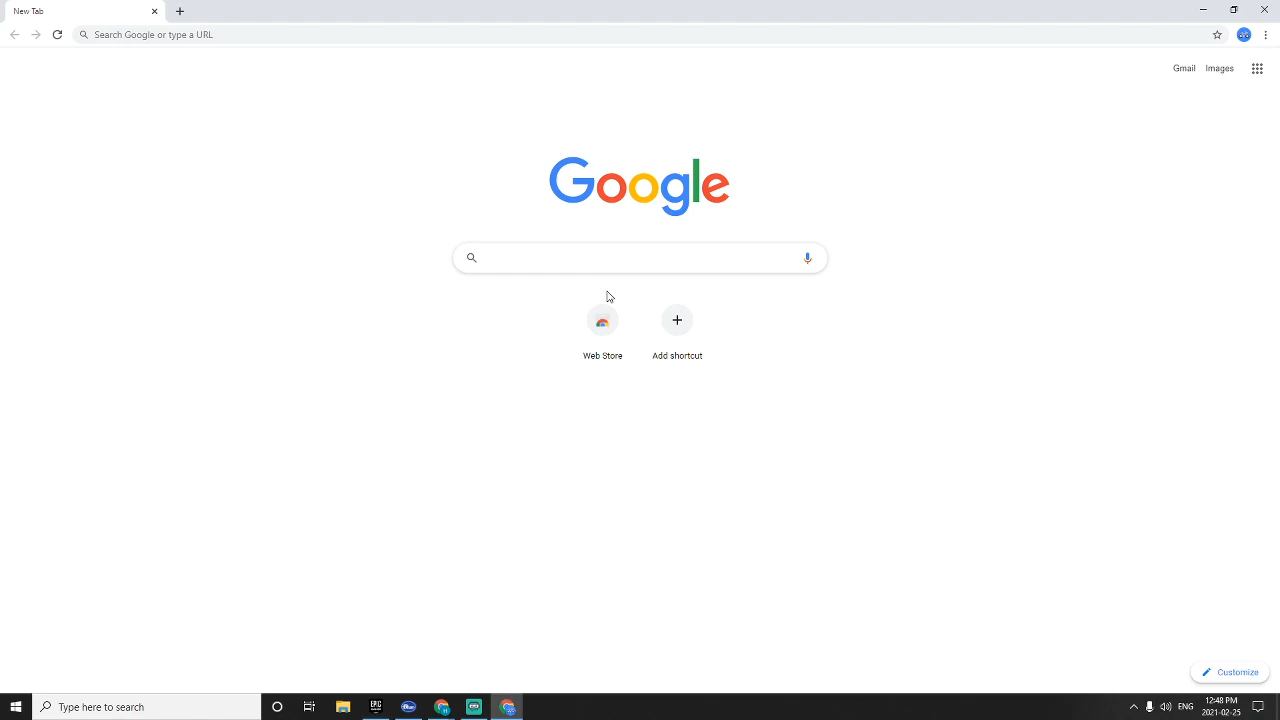 New Tab
Search Google or type a URL
Gmail Images
Google
Web Store Add shortcut
Customize
Type here to search
EPIC
ENG
12:48 PM
2021-02-25